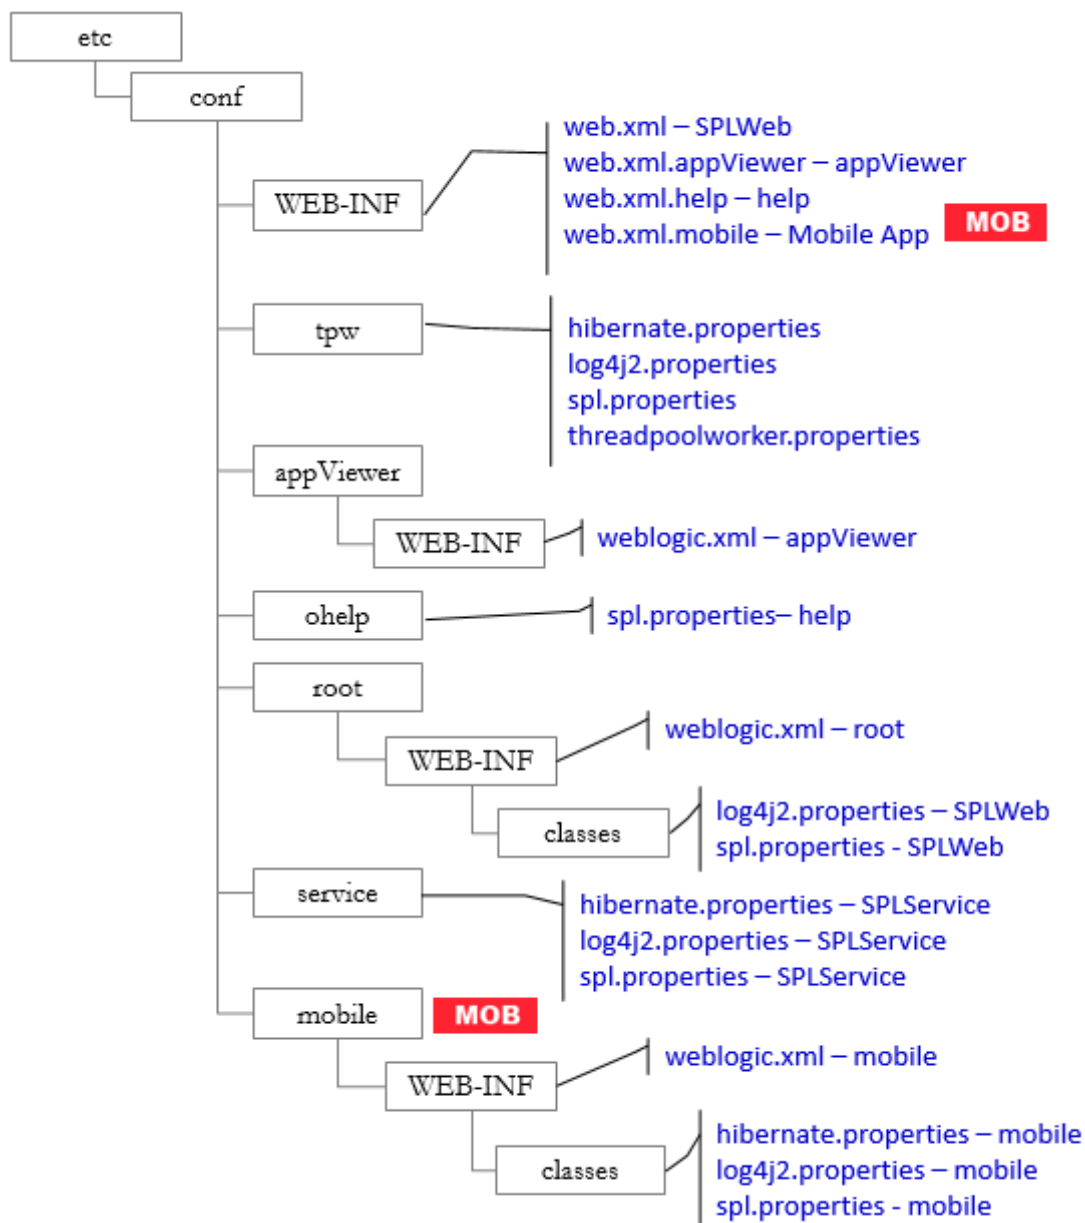 etc
conf
WEB-INF
web.xml – SPLWeb
web.xml.appViewer – appViewer
web.xml.help – help
web.xml.mobile – Mobile App
MOB
tpw
hibernate.properties
log4j2.properties
spl.properties
threadpoolworker.properties
appViewer
WEB-INF
weblogic.xml – appViewer
ohelp
spl.properties– help
root
WEB-INF
weblogic.xml – root
classes
log4j2.properties – SPLWeb
spl.properties - SPLWeb
service
hibernate.properties – SPLService
log4j2.properties – SPLService
spl.properties – SPLService
mobile
MOB
WEB-INF
weblogic.xml – mobile
classes
hibernate.properties – mobile
log4j2.properties – mobile
spl.properties - mobile